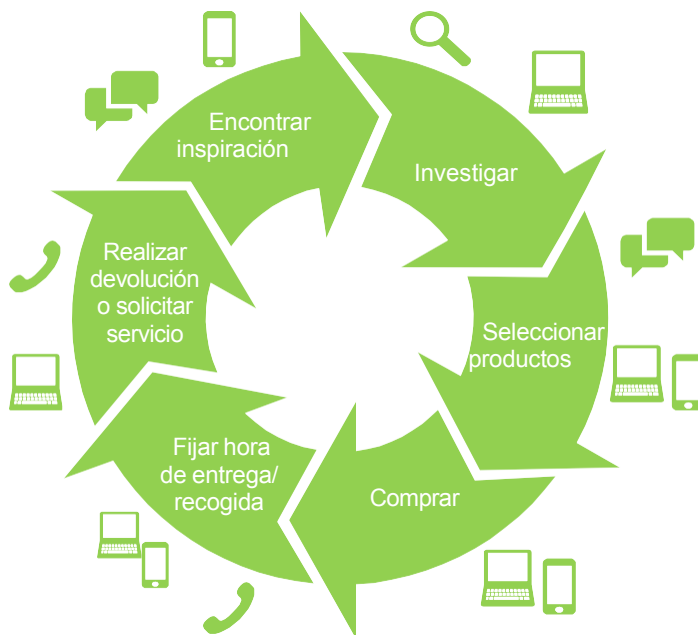 Encontrar
inspiración
Investigar
Seleccionar
productos
Comprar
Fijar hora
de entrega/
recogida
Realizar
devolución
o solicitar
servicio